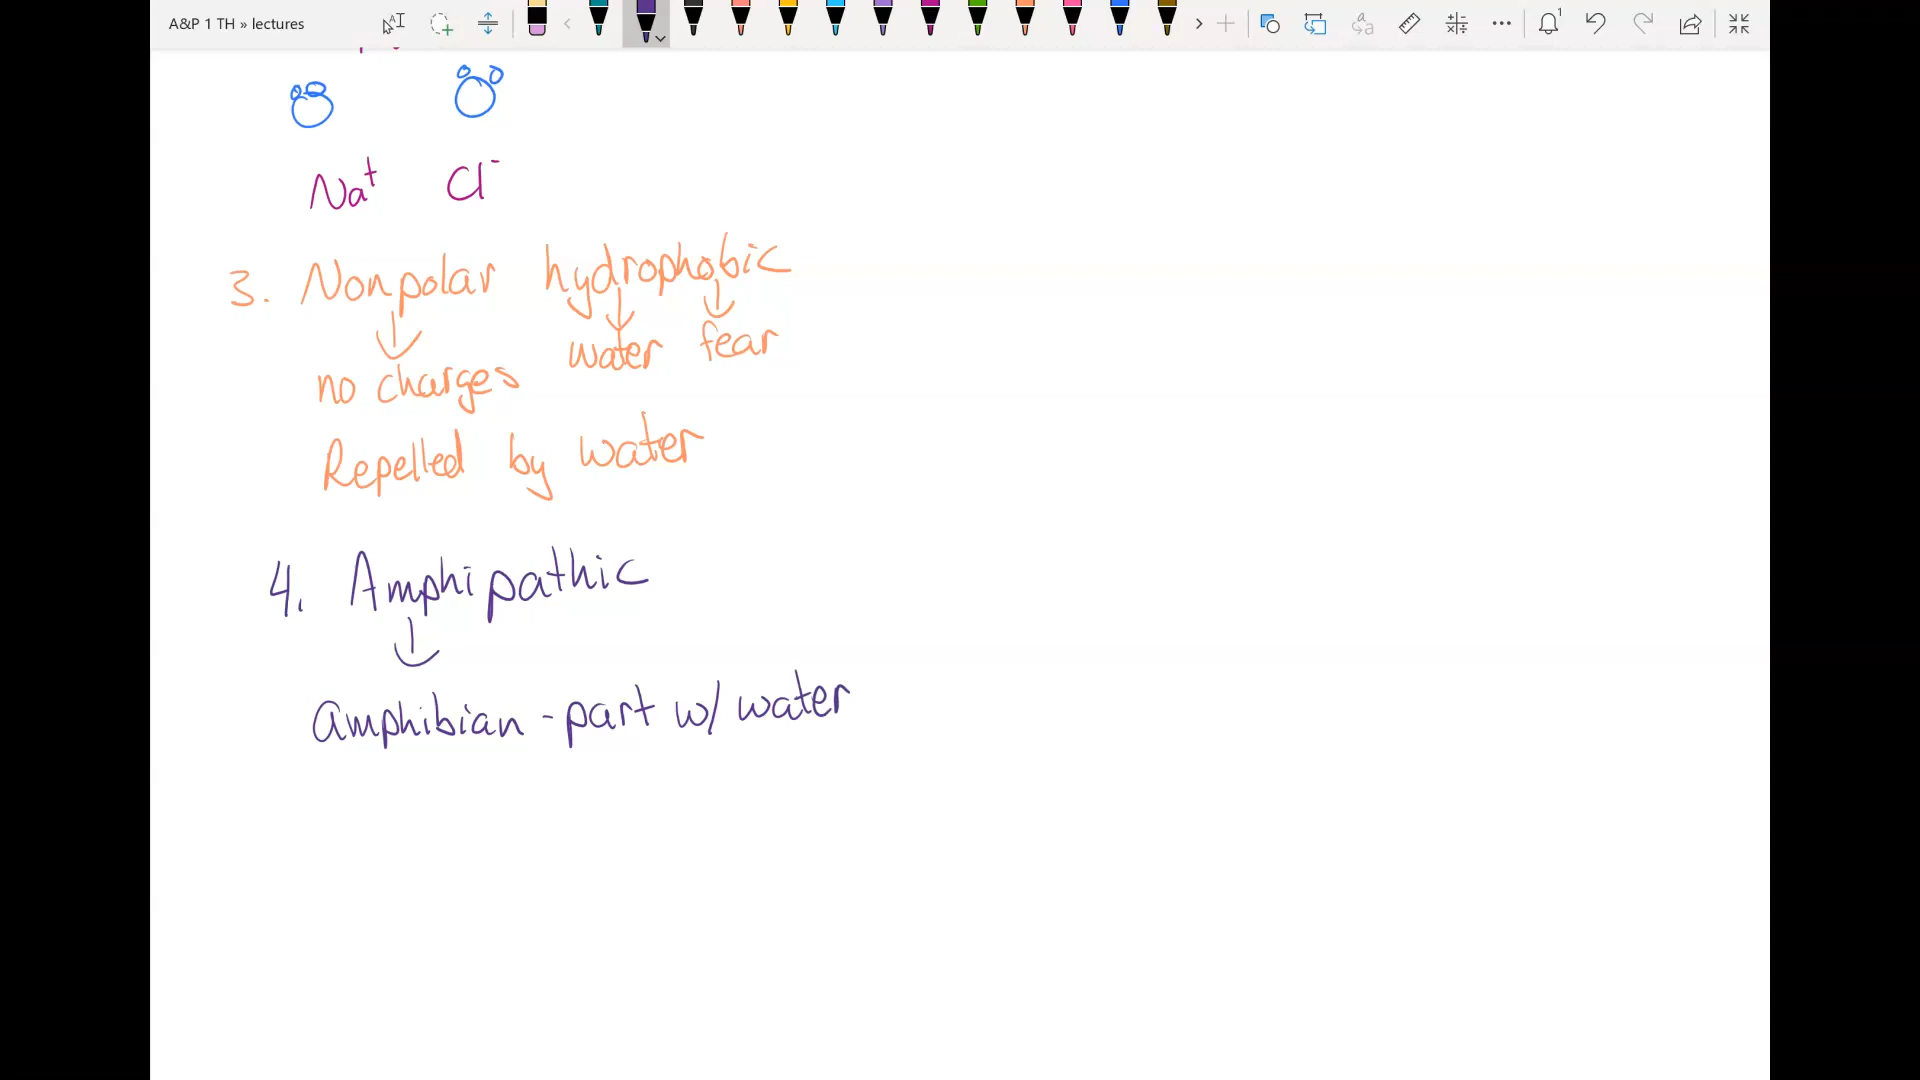 A&P 1 TH » lectures
Na⁺ Cl⁻
3. Nonpolar hydrophobic
no charges water fear
Repelled by water
4. Amphipathic
amphibian - part w/ water